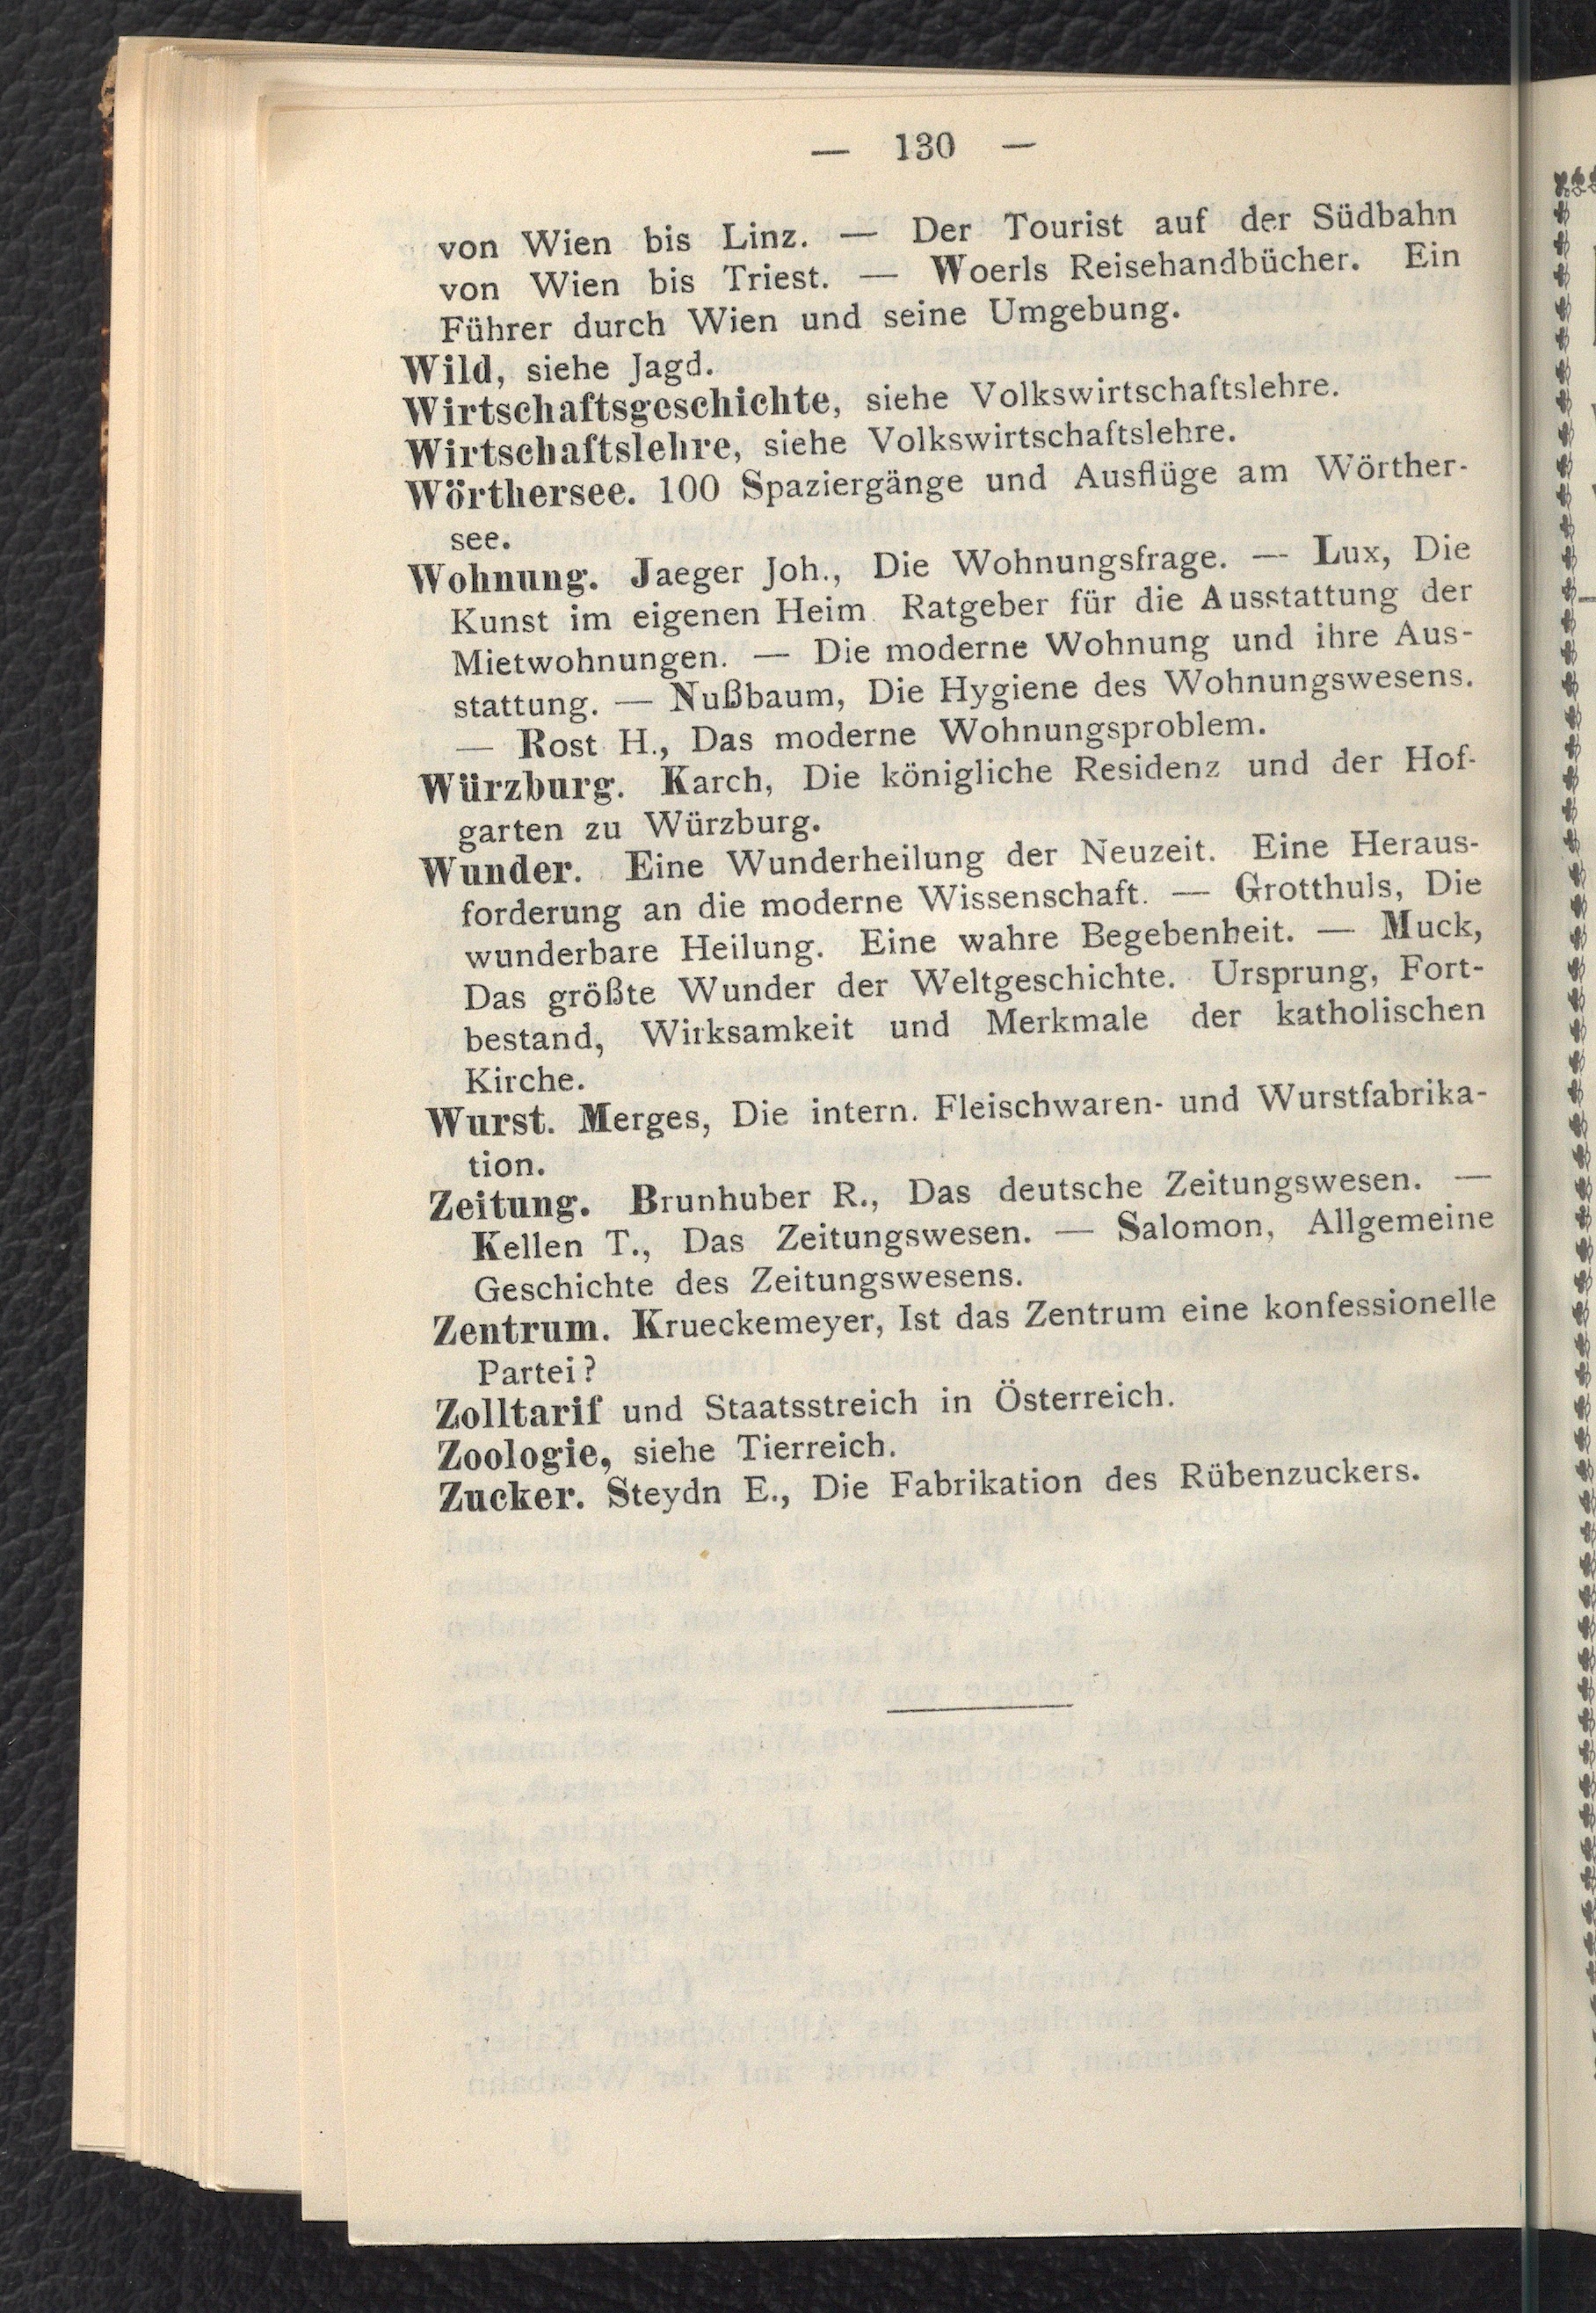 — 130 —
von Wien bis Linz. — Der Tourist auf der Südbahn
von Wien bis Triest. — Woerls Reisehandbücher. Ein
Führer durch Wien und seine Umgebung.
Wild, siehe Jagd.
Wirtschaftsgeschichte, siehe Volkswirtschaftslehre.
Wirtschaftslehre, siehe Volkswirtschaftslehre.
Wörthersee. 100 Spaziergänge und Ausflüge am Wörther-
see.
Wohnung. Jaeger Joh., Die Wohnungsfrage. — Lux, Die
Kunst im eigenen Heim. Ratgeber für die Ausstattung der
Mietwohnungen. — Die moderne Wohnung und ihre Aus-
stattung. — Nußbaum, Die Hygiene des Wohnungswesens.
— Rost H., Das moderne Wohnungsproblem.
Würzburg. Karch, Die königliche Residenz und der Hof-
garten zu Würzburg.
Wunder. Eine Wunderheilung der Neuzeit. Eine Heraus-
forderung an die moderne Wissenschaft. — Grotthuls, Die
wunderbare Heilung. Eine wahre Begebenheit. — Muck,
Das größte Wunder der Weltgeschichte. Ursprung, Fort-
bestand, Wirksamkeit und Merkmale der katholischen
Kirche.
Wurst. Merges, Die intern. Fleischwaren- und Wurstfabrika-
tion.
Zeitung. Brunhuber R., Das deutsche Zeitungswesen. —
Kellen T., Das Zeitungswesen. — Salomon, Allgemeine
Geschichte des Zeitungswesens.
Zentrum. Krueckemeyer, Ist das Zentrum eine konfessionelle
Partei?
Zolltarif und Staatsstreich in Österreich.
Zoologie, siehe Tierreich.
Zucker. Steydn E., Die Fabrikation des Rübenzuckers.